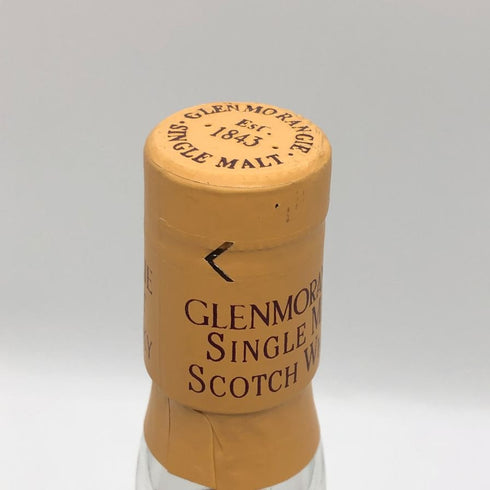 · GLENMORANGIE ·
SINGLE MALT
Est.
· 1843 ·
GLENMORA
SINGLE M
SCOTCH W